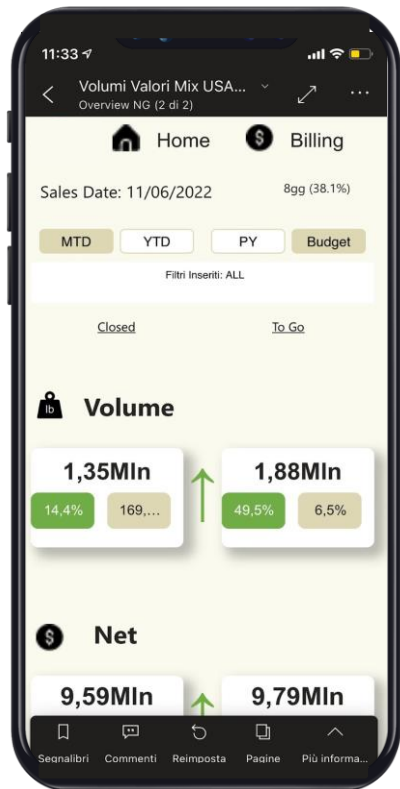 11:33
Volumi Valori Mix USA...
Overview NG (2 di 2)
Home
$
Billing
Sales Date: 11/06/2022
8gg (38.1%)
MTD
YTD
PY
Budget
Filtri Inseriti: ALL
Closed
To Go
lb
Volume
1,35Mln
1,88Mln
14,4%
169,...
49,5%
6,5%
$
Net
9,59Mln
9,79Mln
Segnalibri
Commenti
Reimposta
Pagine
Più informa...